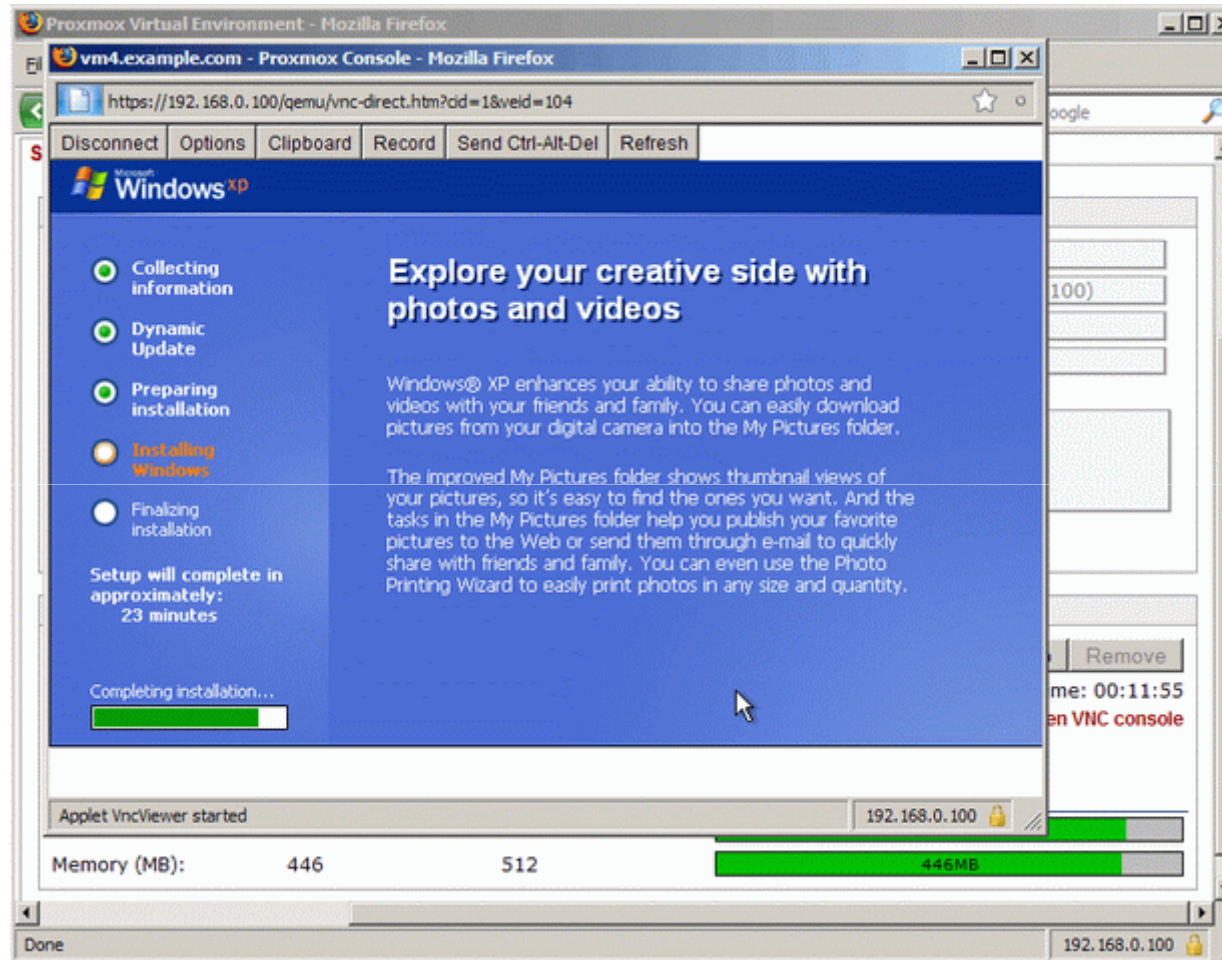 Proxmox Virtual Environment - Mozilla Firefox
vm4.example.com - Proxmox Console - Mozilla Firefox
https://192.168.0.100/qemu/vnc-direct.htm?cid=1&veid=104
oogle
Disconnect Options Clipboard Record Send Ctrl-Alt-Del Refresh
S
Microsoft
Windows xp
Collecting
information
Dynamic
Update
Preparing
installation
Installing
Windows
Finalizing
installation
Setup will complete in
approximately:
23 minutes
Completing installation...
Explore your creative side with
photos and videos
Windows® XP enhances your ability to share photos and
videos with your friends and family. You can easily download
pictures from your digital camera into the My Pictures folder.
The improved My Pictures folder shows thumbnail views of
your pictures, so it's easy to find the ones you want. And the
tasks in the My Pictures folder help you publish your favorite
pictures to the Web or send them through e-mail to quickly
share with friends and family. You can even use the Photo
Printing Wizard to easily print photos in any size and quantity.
100)
Remove
me: 00:11:55
en VNC console
Applet VncViewer started 192.168.0.100
Memory (MB): 446 512 446MB
Done 192.168.0.100